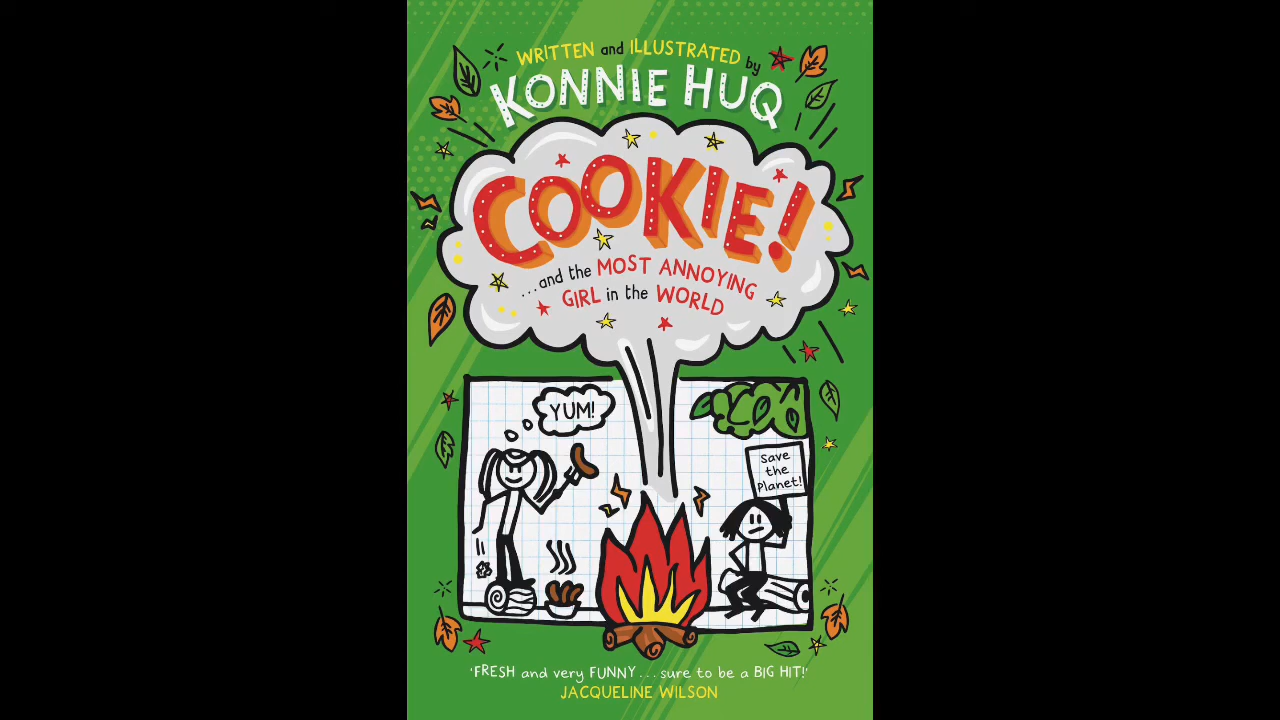 WRITTEN and ILLUSTRATED by
KONNIE HUQ
COOKIE!
...and the MOST ANNOYING
GIRL in the WORLD
YUM!
Save
the
Planet!
'FRESH and very FUNNY... sure to be a BIG HIT!'
JACQUELINE WILSON